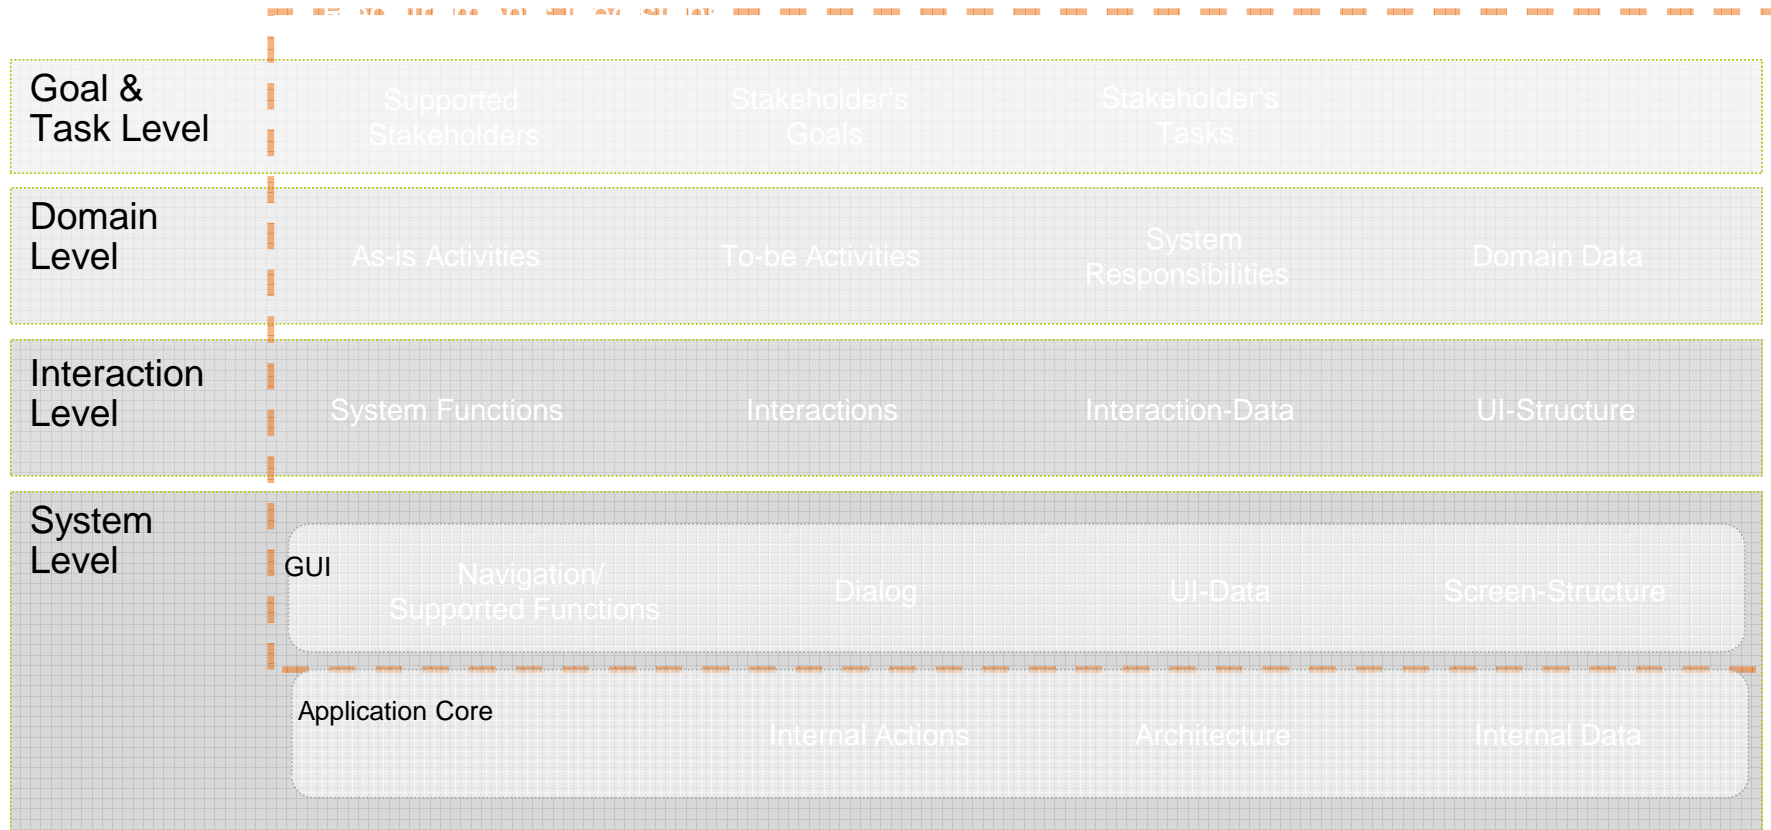 Goal &
Task Level
Supported
Stakeholders
Stakeholder's
Goals
Stakeholder's
Tasks
Domain
Level
As-is Activities
To-be Activities
System
Responsibilities
Domain Data
Interaction
Level
System Functions
Interactions
Interaction-Data
UI-Structure
System
Level
GUI
Navigation/
Supported Functions
Dialog
UI-Data
Screen-Structure
Application Core
Internal Actions
Architecture
Internal Data